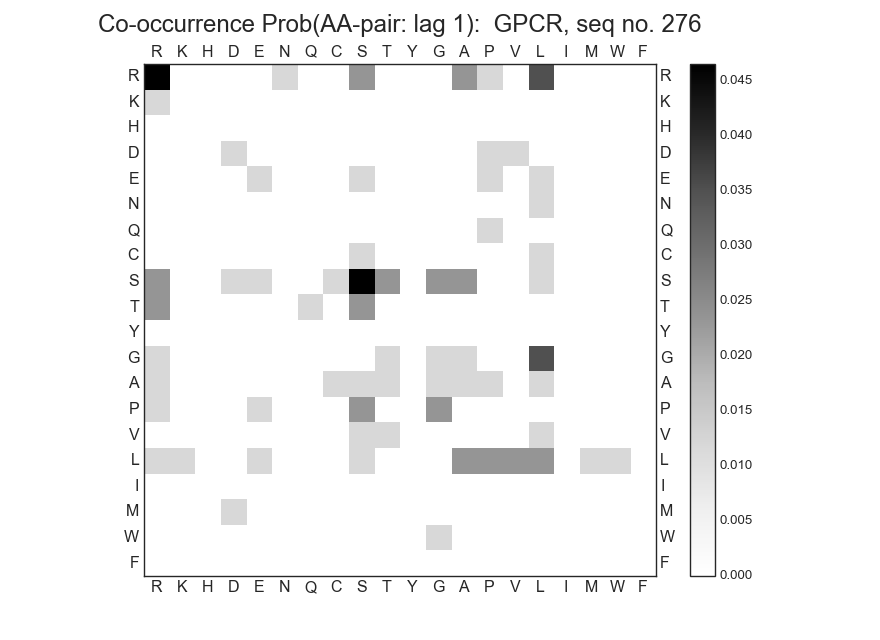 Co-occurrence Prob(AA-pair: lag 1):  GPCR, seq no. 276
R K H D E N Q C S T Y G A P V L I M W F
R R 0.045
K K
H H 0.040
D D
E E 0.035
N N
Q Q 0.030
C C
S S 0.025
T T
Y Y 0.020
G G
A A 0.015
P P
V V 0.010
L L
I I 0.005
M M
W W
F F 0.000
R K H D E N Q C S T Y G A P V L I M W F